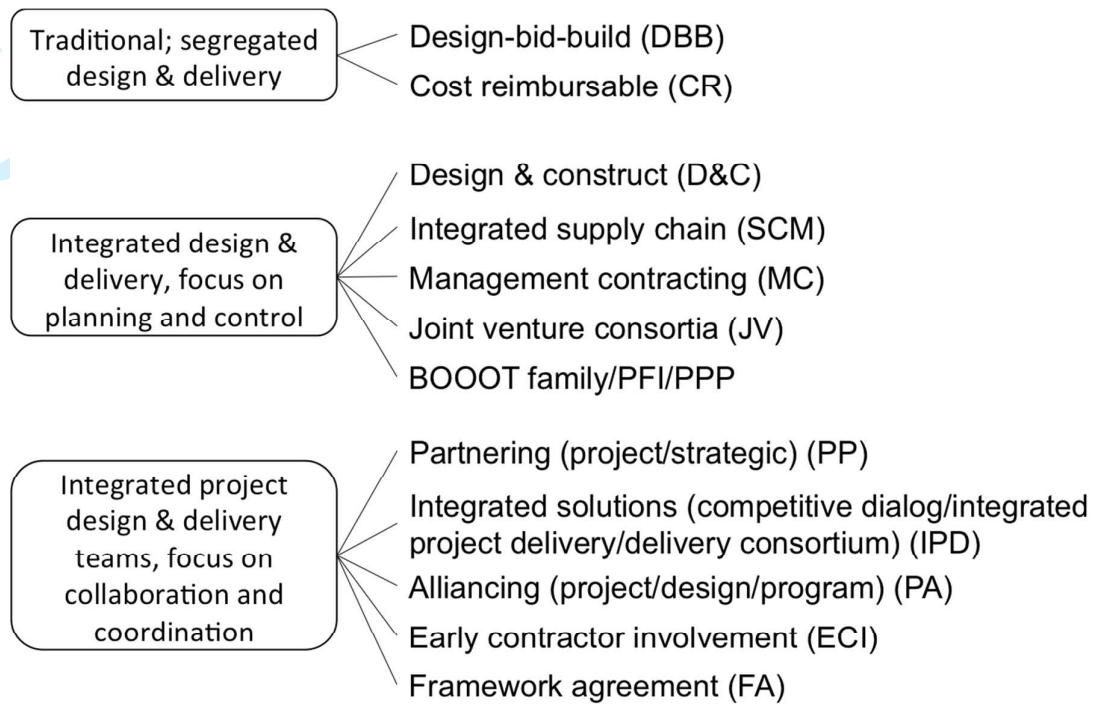 Traditional; segregated
design & delivery
Design-bid-build (DBB)
Cost reimbursable (CR)
Integrated design &
delivery, focus on
planning and control
Design & construct (D&C)
Integrated supply chain (SCM)
Management contracting (MC)
Joint venture consortia (JV)
BOOOT family/PFI/PPP
Integrated project
design & delivery
teams, focus on
collaboration and
coordination
Partnering (project/strategic) (PP)
Integrated solutions (competitive dialog/integrated
project delivery/delivery consortium) (IPD)
Alliancing (project/design/program) (PA)
Early contractor involvement (ECI)
Framework agreement (FA)